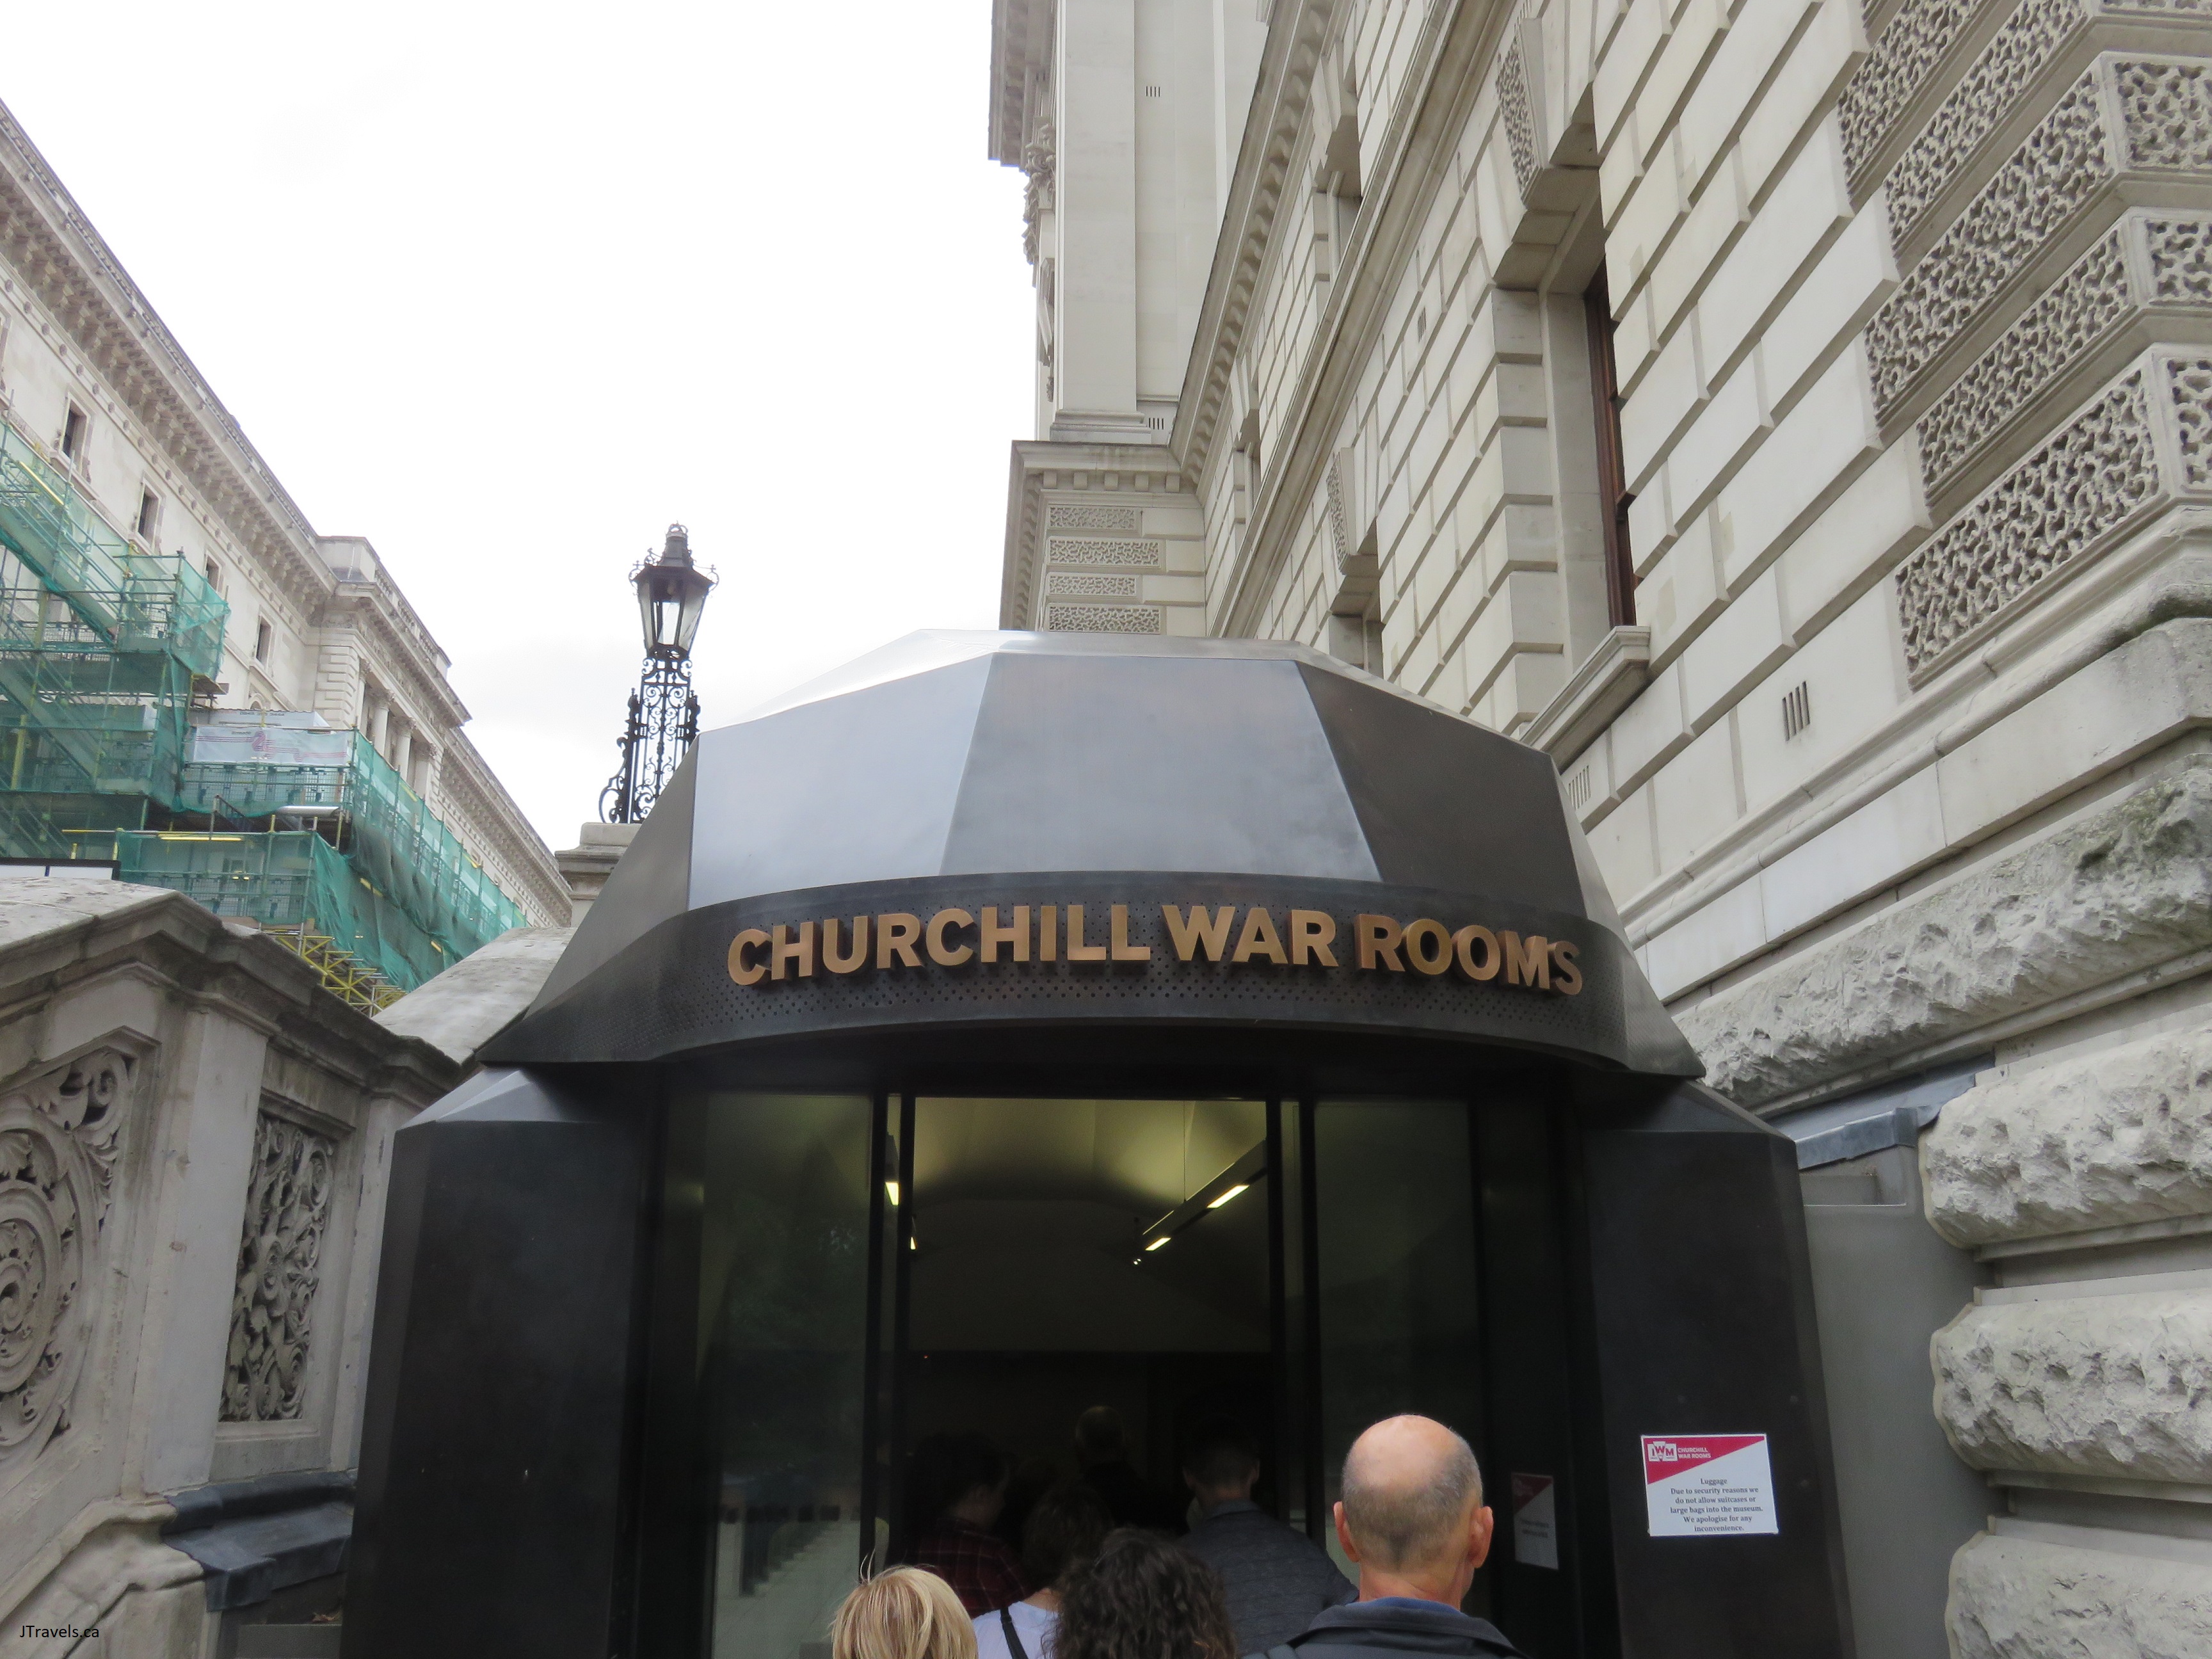 CHURCHILL WAR ROOMS
IWM CHURCHILL
WAR ROOMS
Luggage
Due to security reasons we
do not allow suitcases or
large bags into the museum.
We apologise for any
inconvenience.
JTravels.ca